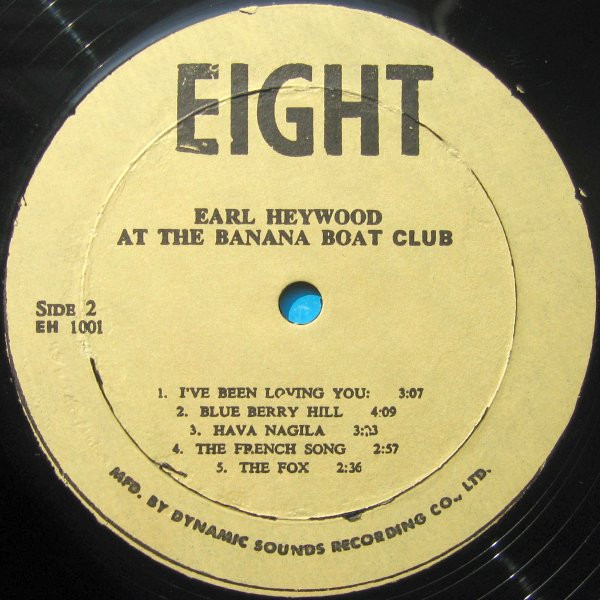 EIGHT
EARL HEYWOOD
AT THE BANANA BOAT CLUB
SIDE 2
EH 1001
1. I'VE BEEN LOVING YOU: 3:07
2. BLUE BERRY HILL 4:09
3. HAVA NAGILA
4. THE FRENCH SONG 2:57
5. THE FOX 2:36
MFD. BY DYNAMIC SOUNDS RECORDING CO., LTD.